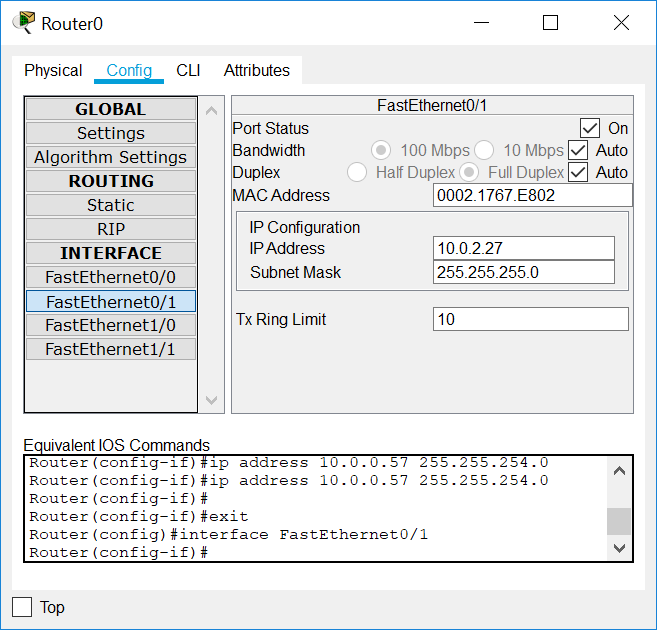 Router0
Physical Config CLI Attributes
GLOBAL
Settings
Algorithm Settings
ROUTING
Static
RIP
INTERFACE
FastEthernet0/0
FastEthernet0/1
FastEthernet1/0
FastEthernet1/1
FastEthernet0/1
Port Status On
Bandwidth 100 Mbps 10 Mbps Auto
Duplex Half Duplex Full Duplex Auto
MAC Address 0002.1767.E802
IP Configuration
IP Address 10.0.2.27
Subnet Mask 255.255.255.0
Tx Ring Limit 10
Equivalent IOS Commands
Router(config-if)#ip address 10.0.0.57 255.255.254.0
Router(config-if)#ip address 10.0.0.57 255.255.254.0
Router(config-if)#
Router(config-if)#exit
Router(config)#interface FastEthernet0/1
Router(config-if)#
Top